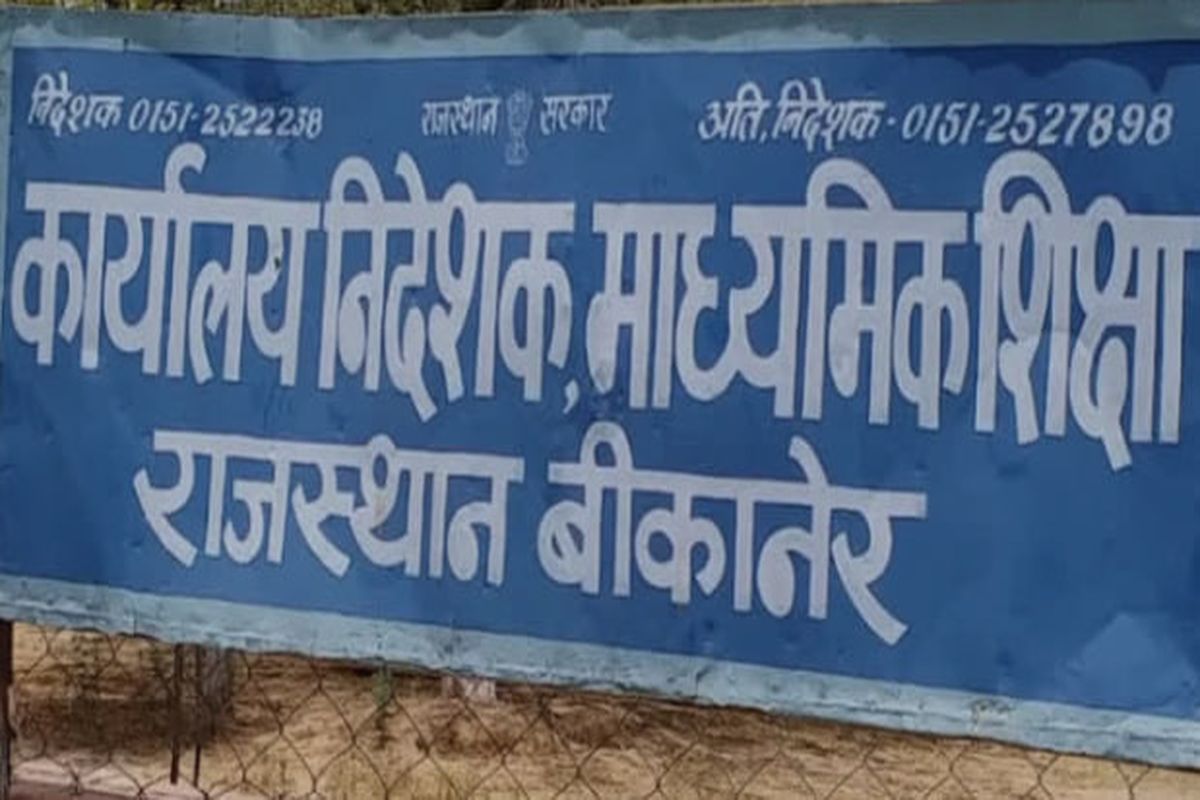 निदेशक 0151-2522238 राजस्थान सरकार अति. निदेशक - 0151-2527898
कार्यालय निदेशक, माध्यमिक शिक्षा
राजस्थान बीकानेर